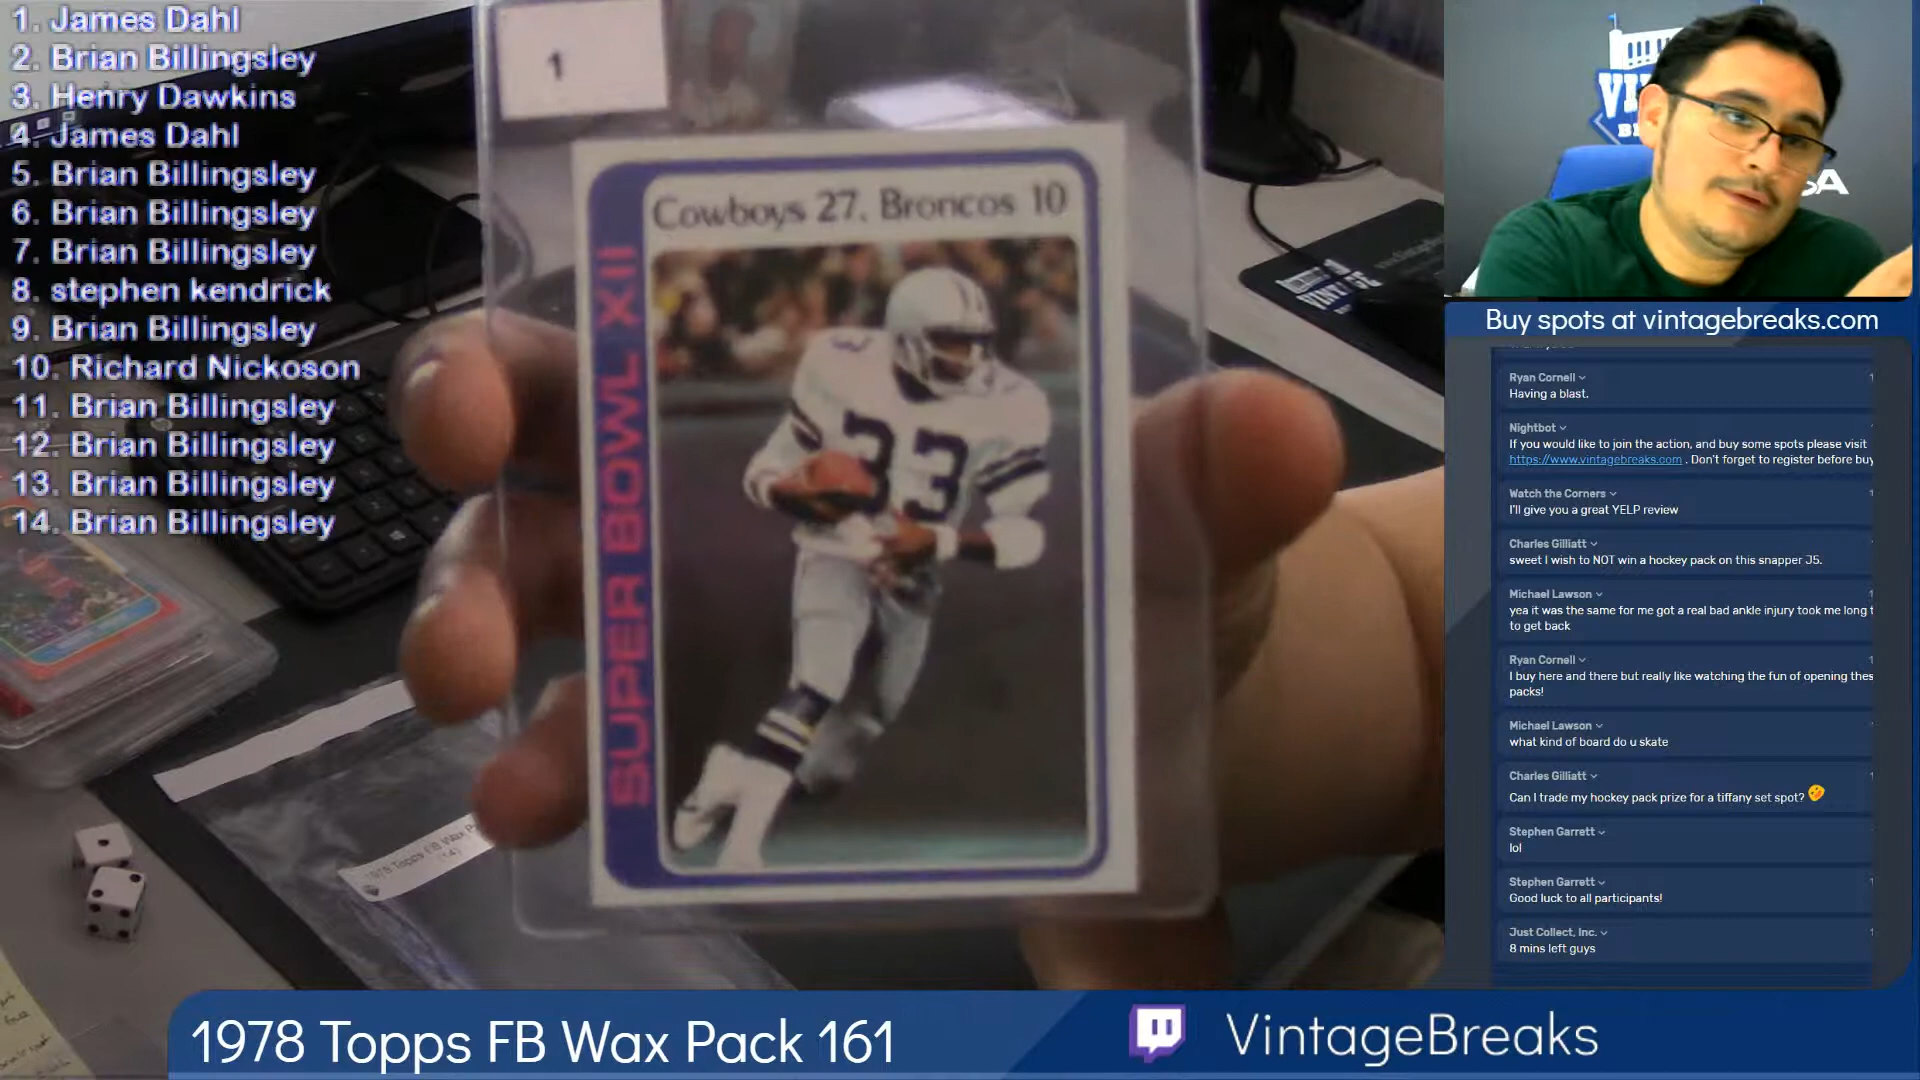 1. James Dahl
2. Brian Billingsley
3. Henry Dawkins
4. James Dahl
5. Brian Billingsley
6. Brian Billingsley
7. Brian Billingsley
8. stephen kendrick
9. Brian Billingsley
10. Richard Nickoson
11. Brian Billingsley
12. Brian Billingsley
13. Brian Billingsley
14. Brian Billingsley
1
Cowboys 27, Broncos 10
SUPER BOWL XII
33
1978 Topps FB Wax
(14)
Buy spots at vintagebreaks.com
Ryan Cornell
Having a blast.
Nightbot
If you would like to join the action, and buy some spots please visit
https://www.vintagebreaks.com . Don't forget to register before buy
Watch the Corners
I'll give you a great YELP review
Charles Gilliatt
sweet I wish to NOT win a hockey pack on this snapper J5.
Michael Lawson
yea it was the same for me got a real bad ankle injury took me long t
to get back
Ryan Cornell
I buy here and there but really like watching the fun of opening thes
packs!
Michael Lawson
what kind of board do u skate
Charles Gilliatt
Can I trade my hockey pack prize for a tiffany set spot?
Stephen Garrett
lol
Stephen Garrett
Good luck to all participants!
Just Collect, Inc.
8 mins left guys
1978 Topps FB Wax Pack 161
VintageBreaks